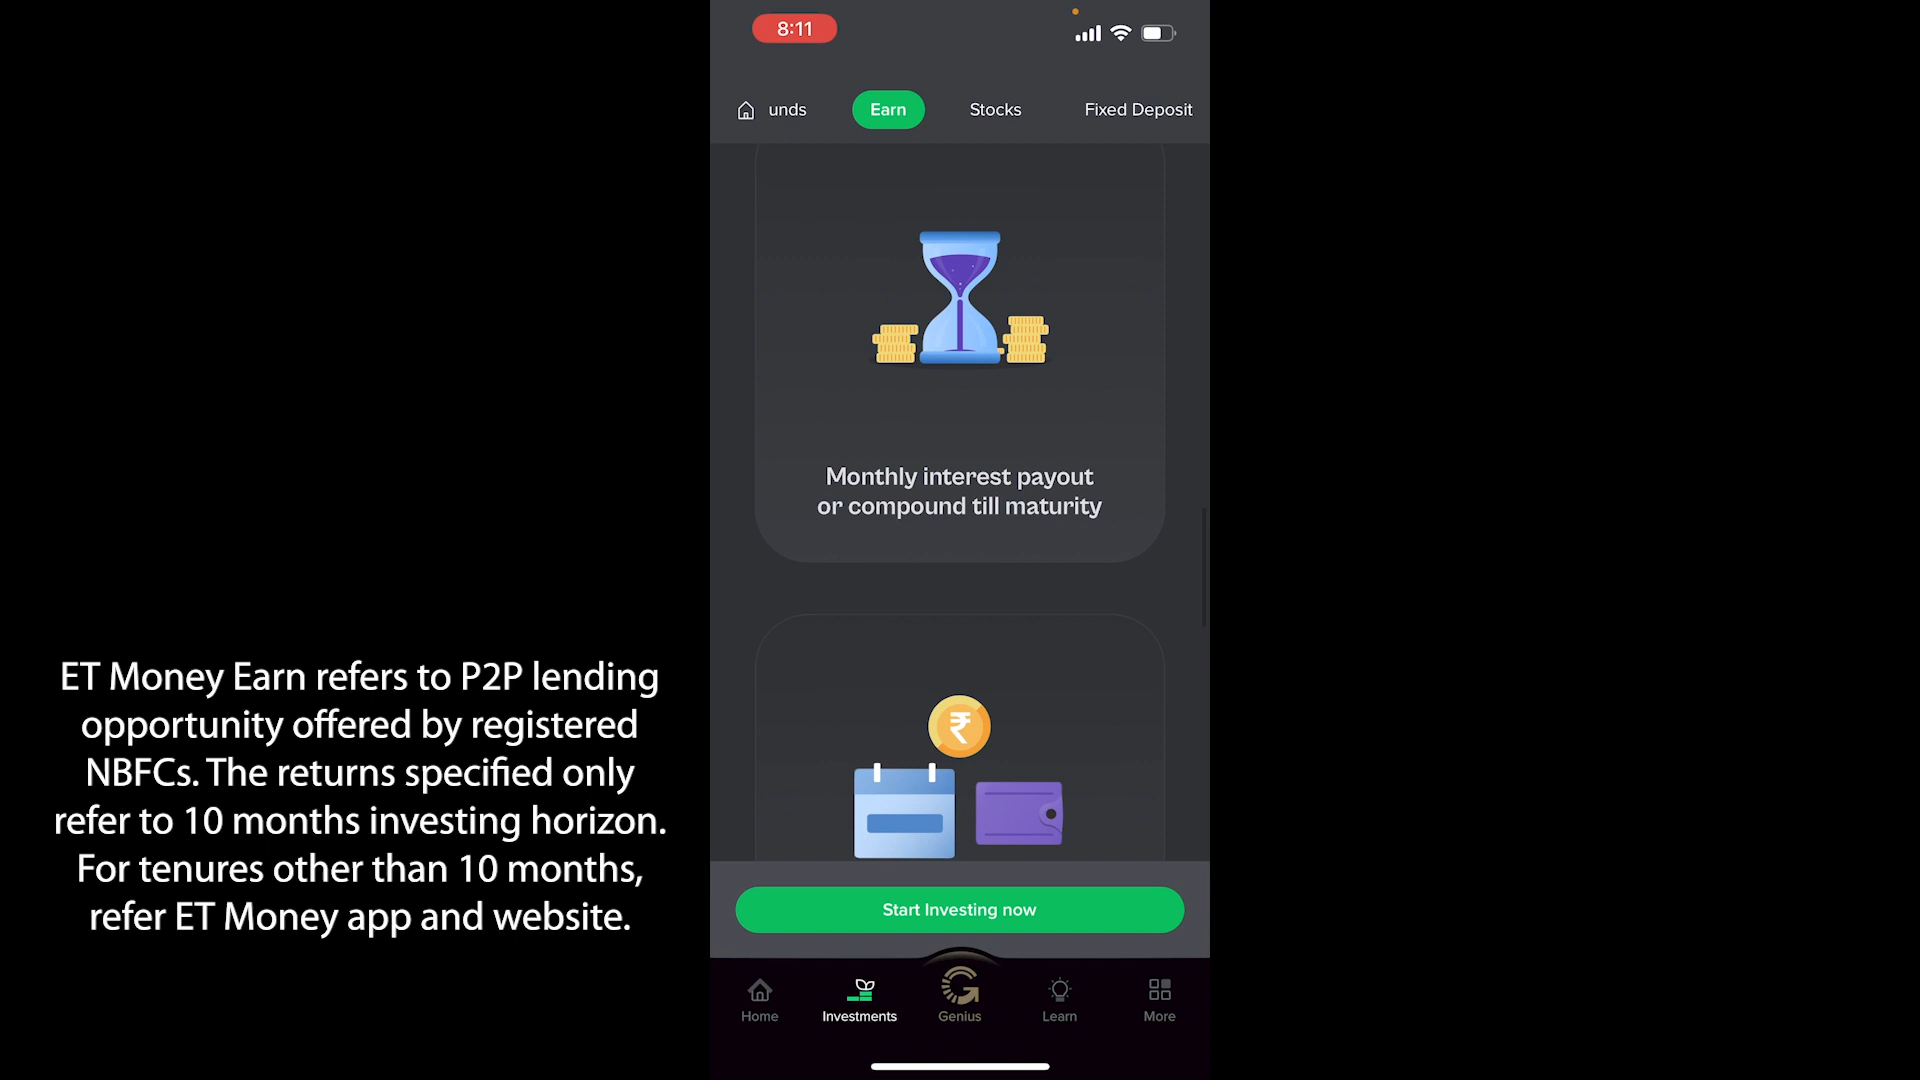 8:11
unds
Earn
Stocks
Fixed Deposit
Monthly interest payout
or compound till maturity
₹
ET Money Earn refers to P2P lending
opportunity offered by registered
NBFCs. The returns specified only
refer to 10 months investing horizon.
For tenures other than 10 months,
refer ET Money app and website.
Start Investing now
Home
Investments
Genius
Learn
More